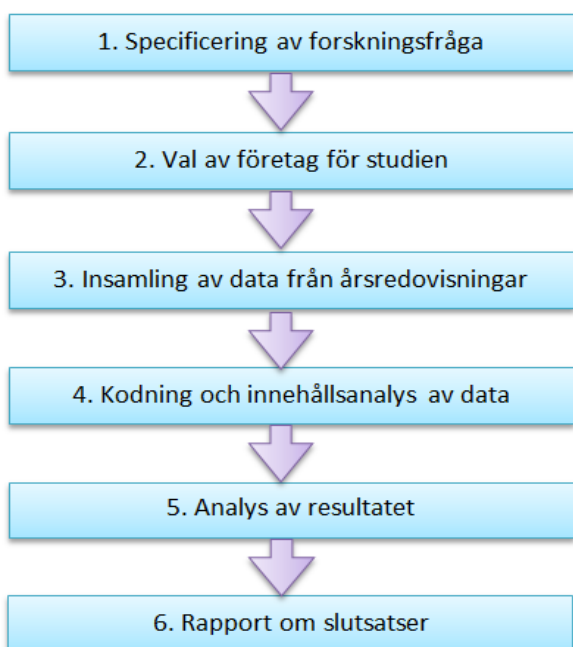 1. Specificering av forskningsfråga
2. Val av företag för studien
3. Insamling av data från årsredovisningar
4. Kodning och innehållsanalys av data
5. Analys av resultatet
6. Rapport om slutsatser